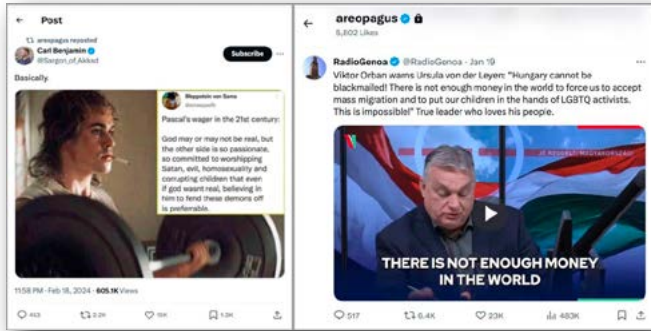 Post
areopagus reposted
Carl Benjamin
@Sargon_of_Akkad
Subscribe
Basically.
Pascal's wager in the 21st century:
God may or may not be real, but
the other side is so passionate,
so committed to worshipping
Satan, evil, homosexuality and
corrupting children that even
if god wasnt real, believing in
him to fend these demons off
is preferrable.
11:58 PM · Feb 18, 2024 · 605.1K Views
areopagus
5,802 Likes
RadioGenoa @RadioGenoa · Jan 19
Viktor Orban warns Ursula von der Leyen: "Hungary cannot be
blackmailed! There is not enough money in the world to force us to accept
mass migration and to put our children in the hands of LGBTQ activists.
This is impossible!" True leader who loves his people.
THERE IS NOT ENOUGH MONEY
IN THE WORLD
517 6.4K 23K 483K